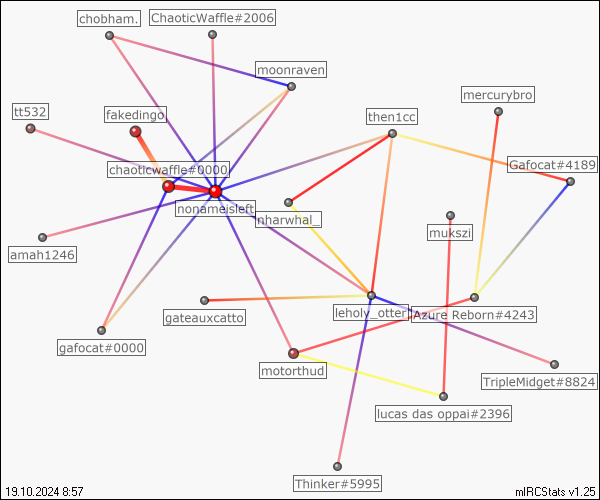 chobham.
ChaoticWaffle#2006
moonraven
mercurybro
tt532
fakedingo
then1cc
chaoticwaffle#0000
Gafocat#4189
nonameisleft
nharwhal_
mukszi
amah1246
gateauxcatto
leholy_otter
Azure Reborn#4243
gafocat#0000
motorthud
TripleMidget#8824
lucas das oppai#2396
Thinker#5995
19.10.2024 8:57
mIRCStats v1.25